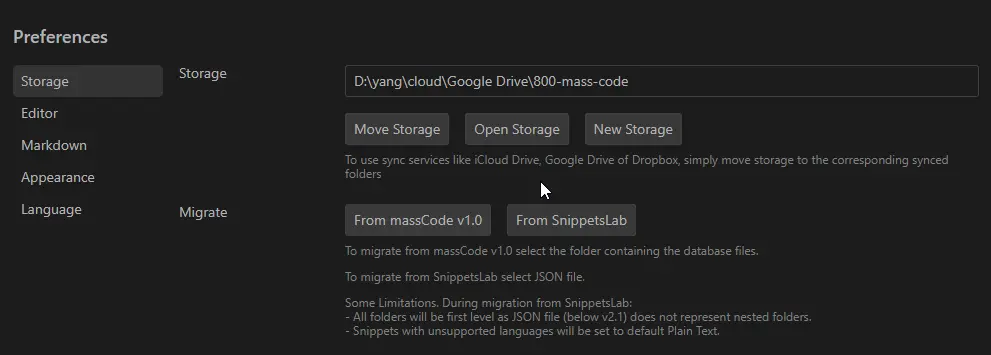 Preferences
Storage
Editor
Markdown
Appearance
Language
Storage
D:\yang\cloud\Google Drive\800-mass-code
Move Storage
Open Storage
New Storage
To use sync services like iCloud Drive, Google Drive of Dropbox, simply move storage to the corresponding synced
folders
Migrate
From massCode v1.0
From SnippetsLab
To migrate from massCode v1.0 select the folder containing the database files.
To migrate from SnippetsLab select JSON file.
Some Limitations. During migration from SnippetsLab:
- All folders will be first level as JSON file (below v2.1) does not represent nested folders.
- Snippets with unsupported languages will be set to default Plain Text.